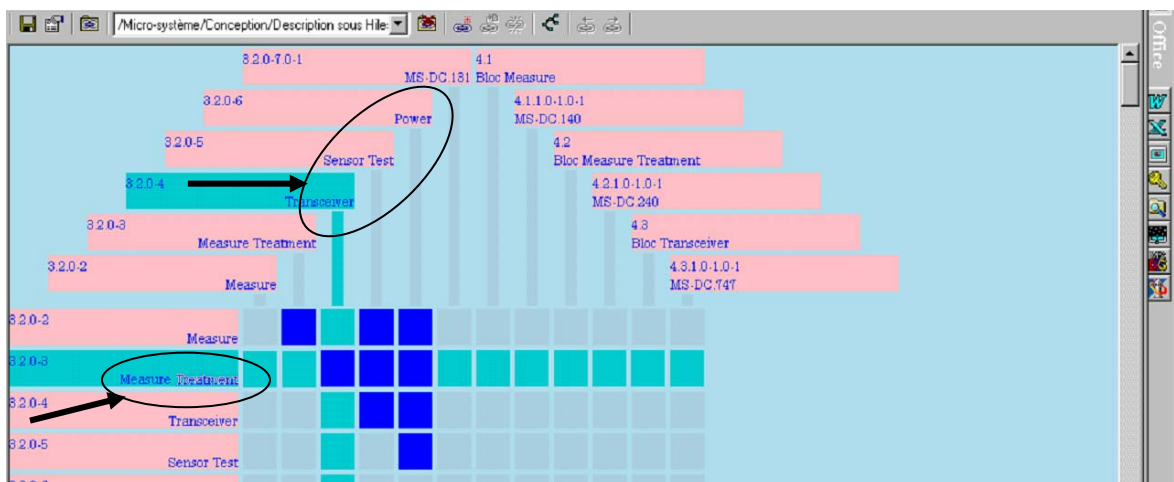 /Micro-système/Conception/Description sous Hile:
Office
3.2.0-7.0-1
MS-DC.131
4.1
Bloc Measure
3.2.0-6
Power
4.1.1.0-1.0-1
MS-DC.140
3.2.0-5
Sensor Test
4.2
Bloc Measure Treatment
3.2.0-4
Transceiver
4.2.1.0-1.0-1
MS-DC.240
3.2.0-3
Measure Treatment
4.3
Bloc Transceiver
3.2.0-2
Measure
4.3.1.0-1.0-1
MS-DC.747
3.2.0-2
Measure
3.2.0-3
Measure Treatment
3.2.0-4
Transceiver
3.2.0-5
Sensor Test